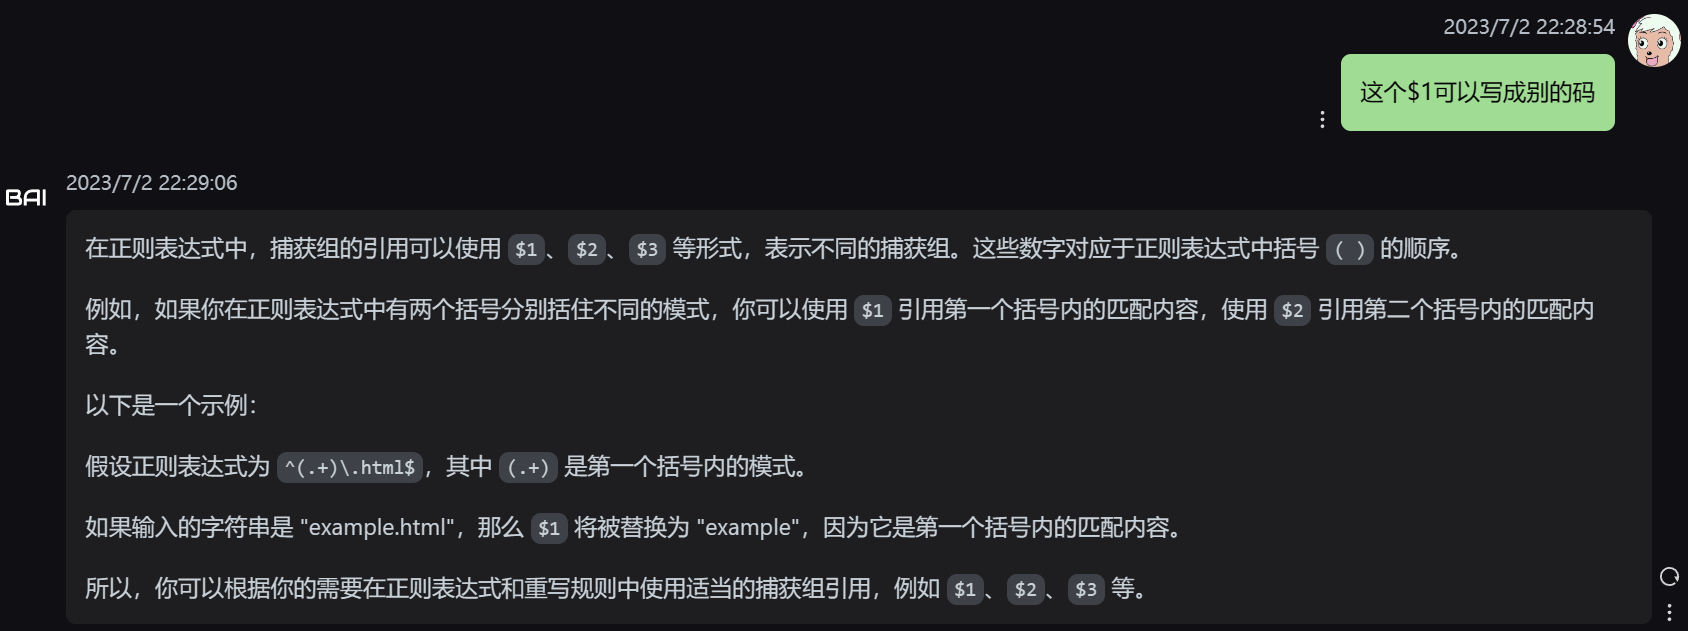 2023/7/2 22:28:54
这个$1可以写成别的码
2023/7/2 22:29:06
BAI
在正则表达式中，捕获组的引用可以使用 $1、$2、$3 等形式，表示不同的捕获组。这些数字对应于正则表达式中括号 ( ) 的顺序。
例如，如果你在正则表达式中有两个括号分别括住不同的模式，你可以使用 $1 引用第一个括号内的匹配内容，使用 $2 引用第二个括号内的匹配内
容。
以下是一个示例：
假设正则表达式为 ^(.+)\.html$，其中 (.+) 是第一个括号内的模式。
如果输入的字符串是 "example.html"，那么 $1 将被替换为 "example"，因为它是第一个括号内的匹配内容。
所以，你可以根据你的需要在正则表达式和重写规则中使用适当的捕获组引用，例如 $1、$2、$3 等。